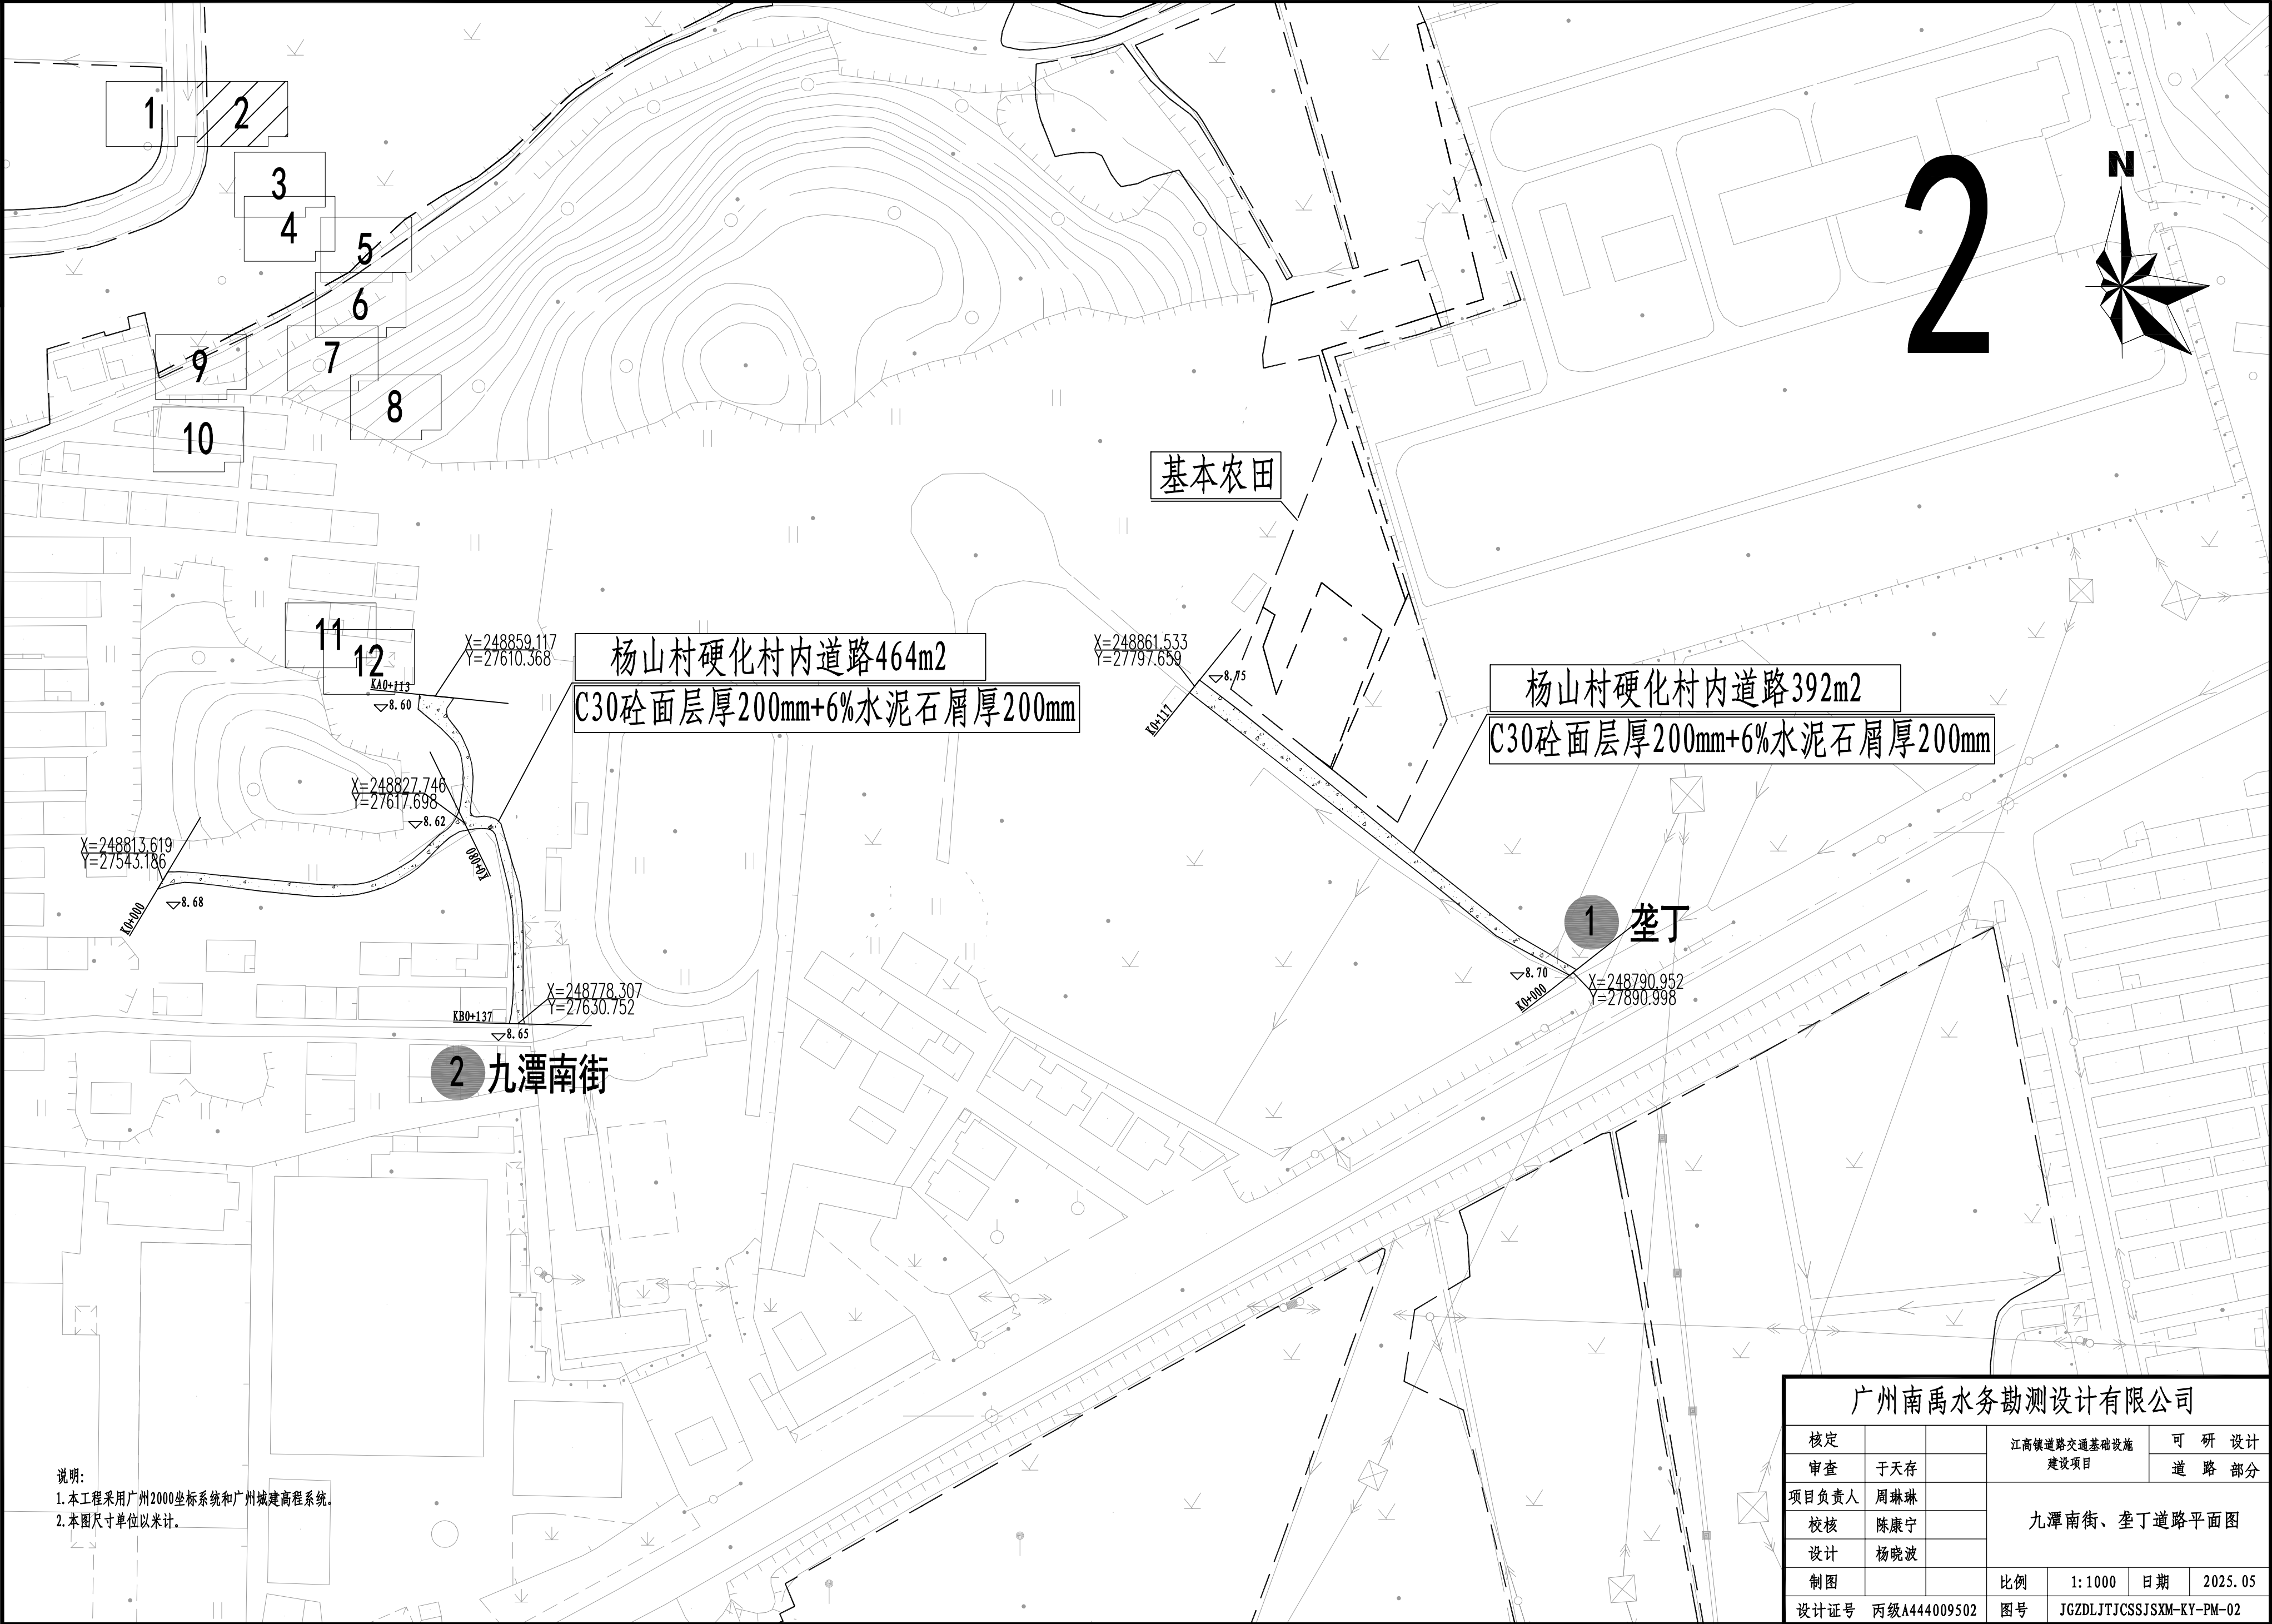 1
2
3
4
5
6
7
8
9
10
11
12
2
N
基本农田
X=248859.117
Y=27610.368
杨山村硬化村内道路464m2
C30砼面层厚200mm+6%水泥石屑厚200mm
KA0+113
8.60
X=248827.746
Y=27617.698
8.62
K0+080
X=248813.619
Y=27543.186
8.68
K0+000
X=248778.307
Y=27630.752
KB0+137
8.65
2 九潭南街
X=248861.533
Y=27797.659
8.75
K0+117
杨山村硬化村内道路392m2
C30砼面层厚200mm+6%水泥石屑厚200mm
1 垄丁
8.70
K0+000
X=248790.952
Y=27890.998
说明:
1.本工程采用广州2000坐标系统和广州城建高程系统。
2.本图尺寸单位以米计。
广州南禹水务勘测设计有限公司
核定
审查 于天存
项目负责人 周琳琳
校核 陈康宁
设计 杨晓波
制图
设计证号 丙级A444009502
江高镇道路交通基础设施
建设项目
可 研 设计
道 路 部分
九潭南街、垄丁道路平面图
比例 1:1000 日期 2025.05
图号 JGZDLJTJCSSJSXM-KY-PM-02